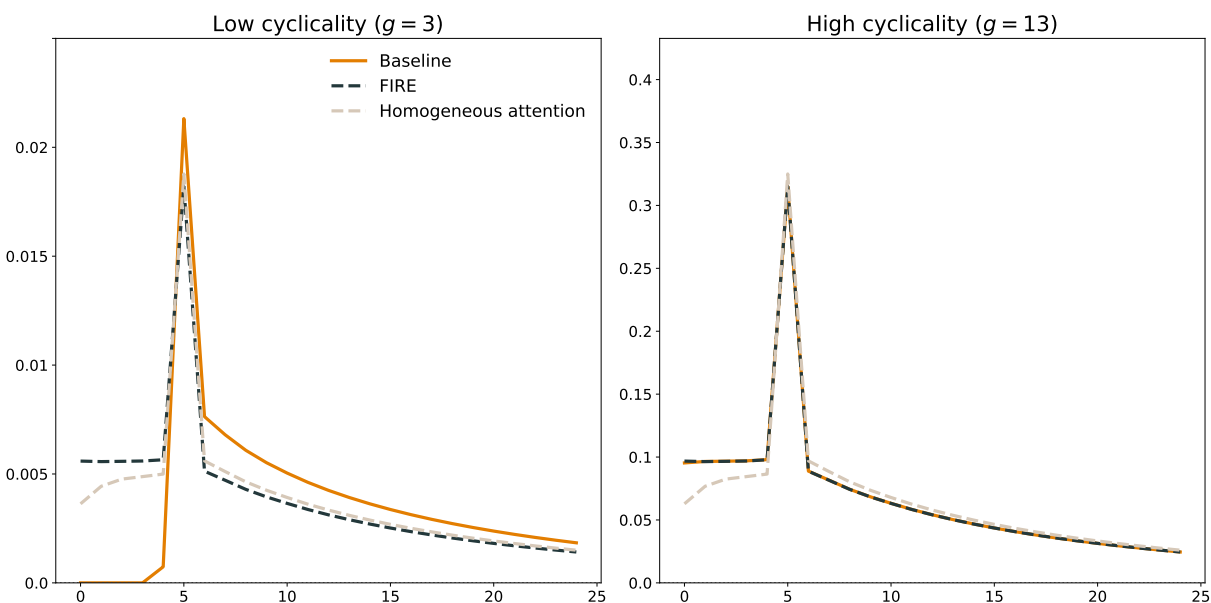 Low cyclicality (g = 3)
Baseline
FIRE
Homogeneous attention
0.02
0.015
0.01
0.005
0.0
0 5 10 15 20 25
High cyclicality (g = 13)
0.4
0.35
0.3
0.25
0.2
0.15
0.1
0.05
0.0
0 5 10 15 20 25